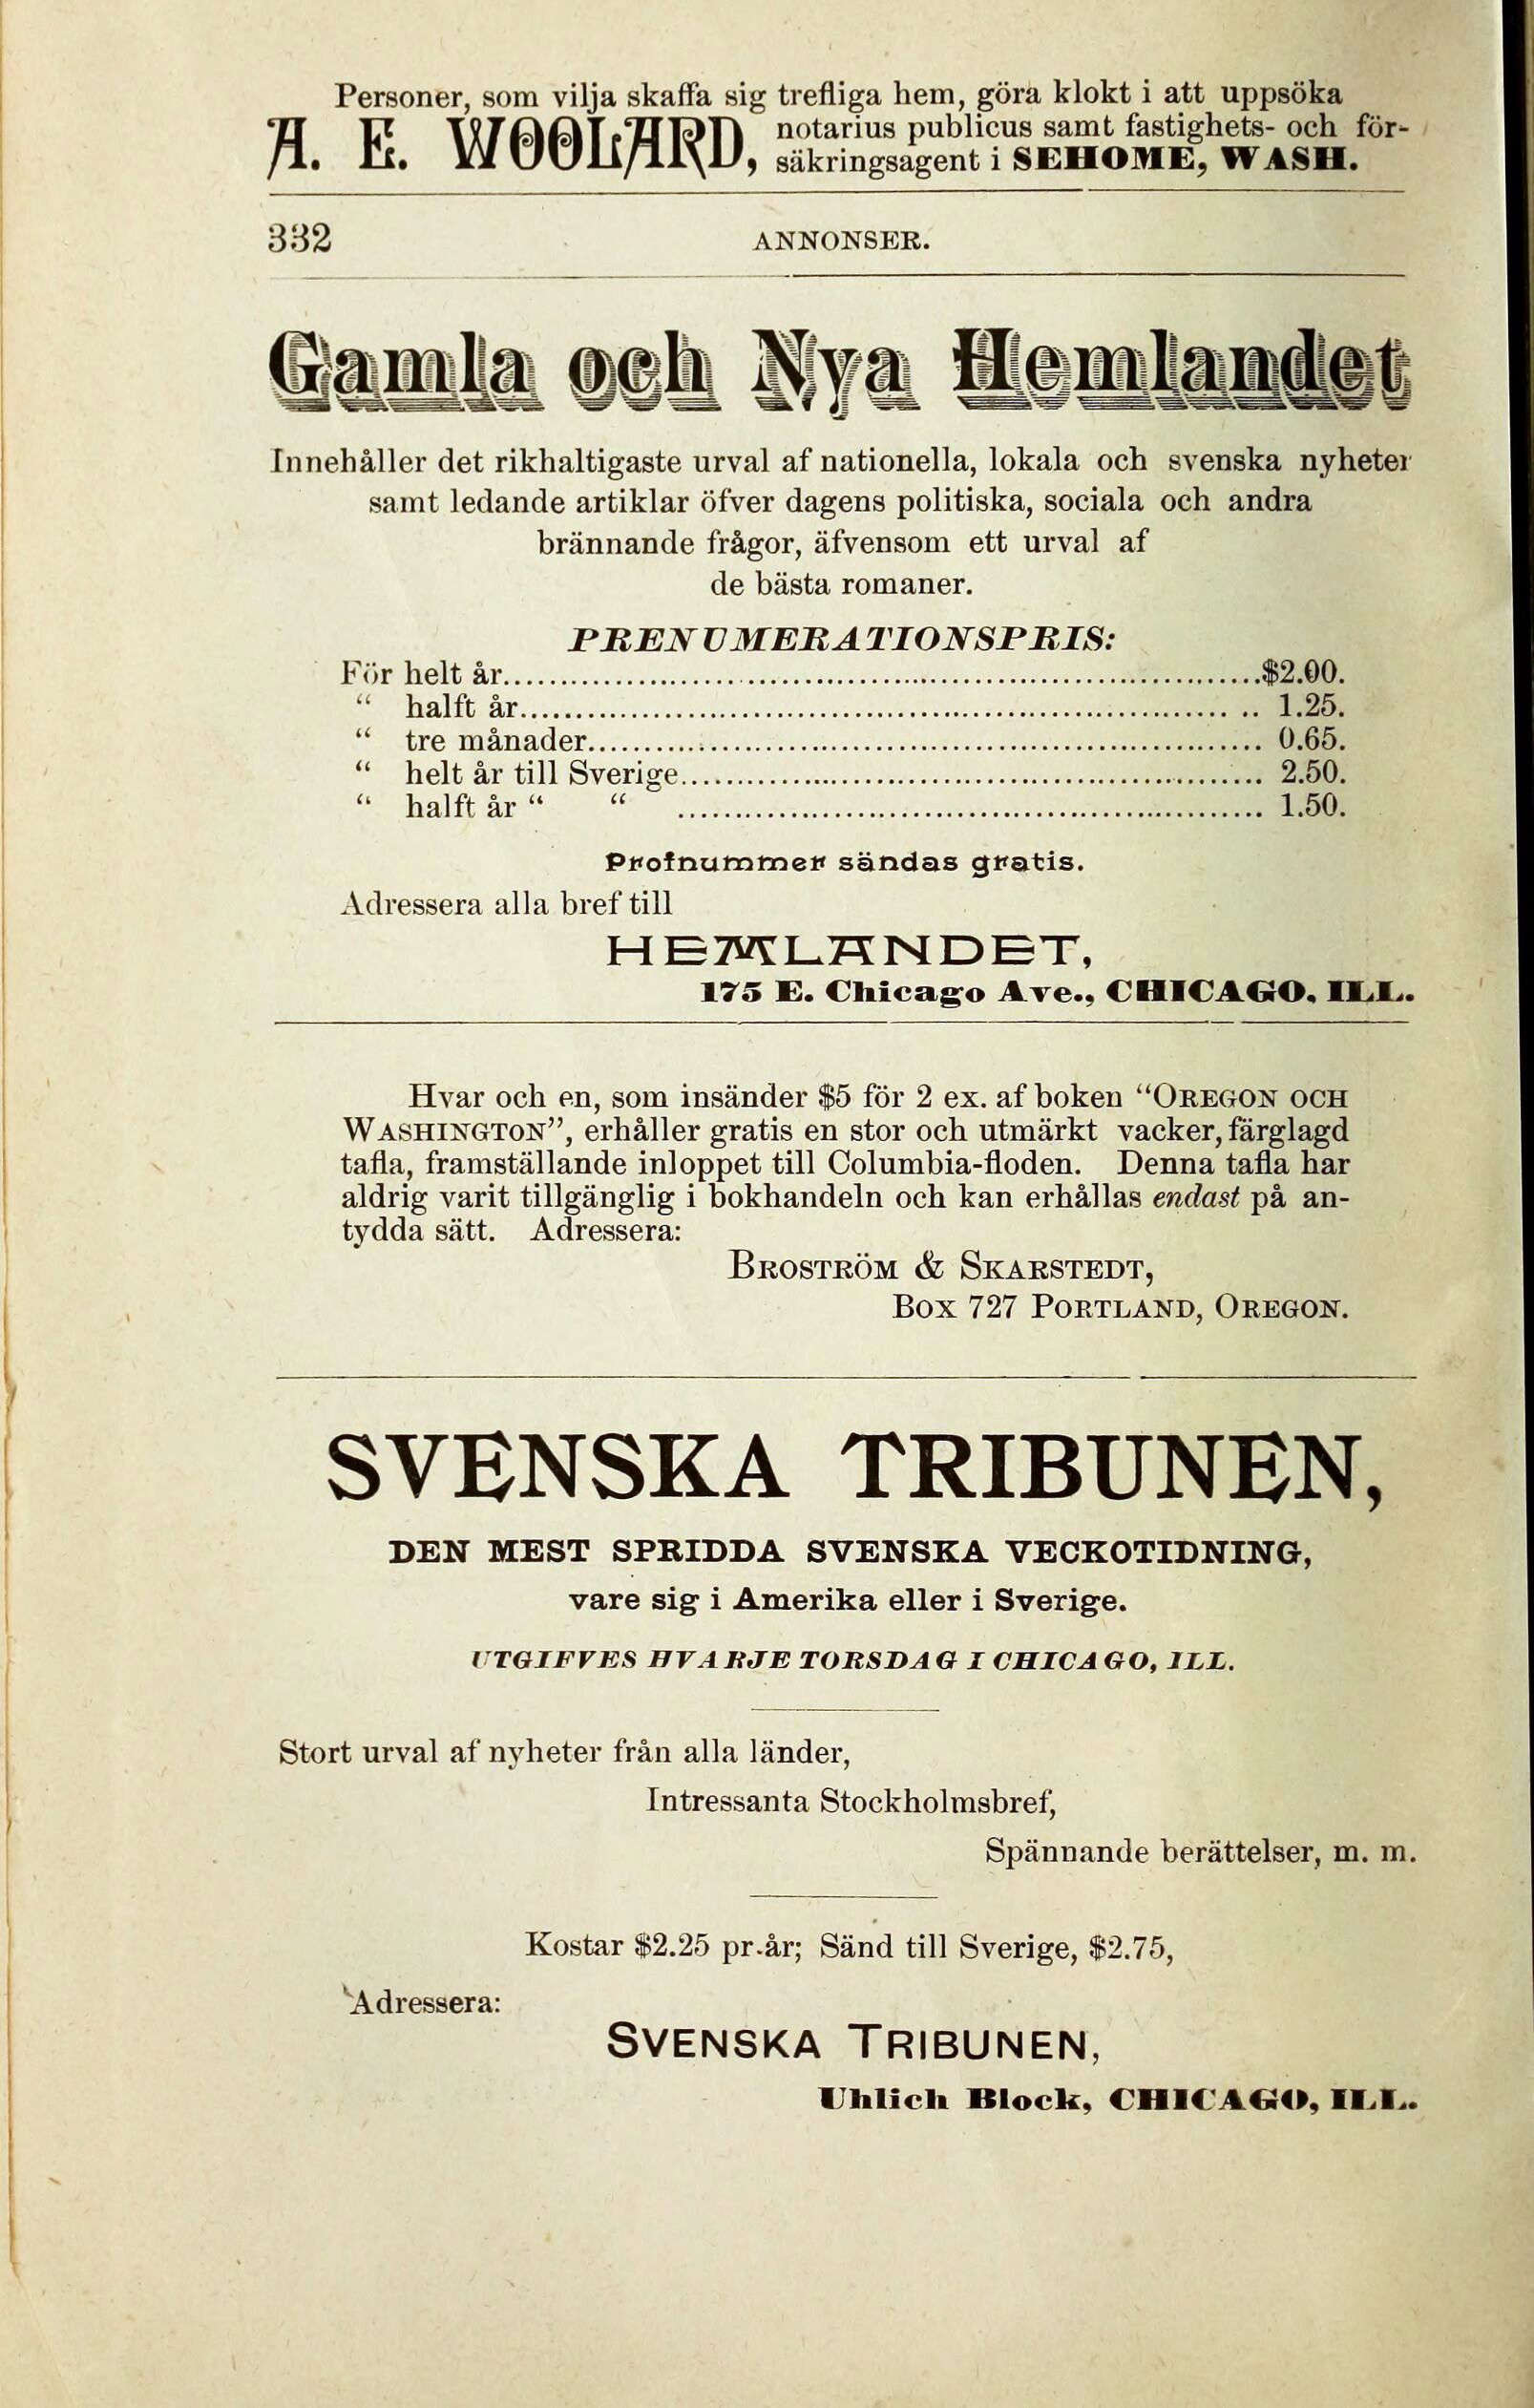 Personer, som vilja skaffa sig trefliga hem, göra klokt i att uppsöka
A. E. WOOLARD, notarius publicus samt fastighets- och för-
säkringsagent i SEHOME, WASH.
332 ANNONSER.
Gamla och Nya Hemlandet
Innehåller det rikhaltigaste urval af nationella, lokala och svenska nyheter
samt ledande artiklar öfver dagens politiska, sociala och andra
brännande frågor, äfvensom ett urval af
de bästa romaner.
PRENUMERATIONSPRIS:
För helt år..........$2.00.
“ halft år.......... 1.25.
“ tre månader.......... 0.65.
“ helt år till Sverige.......... 2.50.
“ halft år “ “ .......... 1.50.
Profnummer sändas gratis.
Adressera alla bref till
HEMLANDET,
175 E. Chicago Ave., CHICAGO, ILL.
Hvar och en, som insänder $5 för 2 ex. af boken “OREGON OCH
WASHINGTON”, erhåller gratis en stor och utmärkt vacker, färglagd
tafla, framställande inloppet till Columbia-floden. Denna tafla har
aldrig varit tillgänglig i bokhandeln och kan erhållas endast på an-
tydda sätt. Adressera:
BROSTRÖM & SKARSTEDT,
BOX 727 PORTLAND, OREGON.
SVENSKA TRIBUNEN,
DEN MEST SPRIDDA SVENSKA VECKOTIDNING,
vare sig i Amerika eller i Sverige.
UTGIFVES HVARJE TORSDAG I CHICAGO, ILL.
Stort urval af nyheter från alla länder,
Intressanta Stockholmsbref,
Spännande berättelser, m. m.
Kostar $2.25 pr.år; Sänd till Sverige, $2.75,
Adressera:
SVENSKA TRIBUNEN,
Uhlich Block, CHICAGO, ILL.